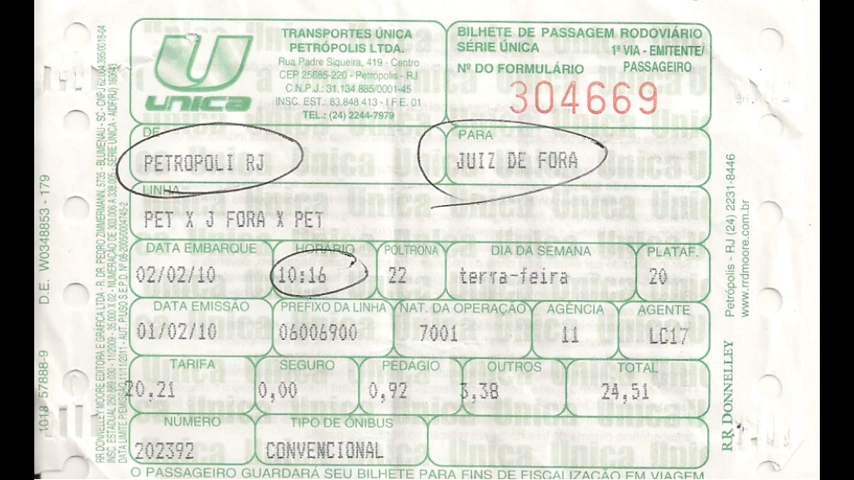 UNICA
TRANSPORTES ÚNICA
PETRÓPOLIS LTDA.
Rua Padre Siqueira, 419 - Centro
CEP 25685-220 - Petropolis - RJ
C.N.P.J. 31.134.885/0001-45
INSC. EST.: 83.848.413 - I.F.E. 01
TEL.: (24) 2244-7979
BILHETE DE PASSAGEM RODOVIÁRIO
SÉRIE ÚNICA
1ª VIA - EMITENTE/
PASSAGEIRO
Nº DO FORMULÁRIO
304669
DE
PETROPOLI RJ
PARA
JUIZ DE FORA
LINHA
PET X J FORA X PET
DATA EMBARQUE HORÁRIO POLTRONA DIA DA SEMANA PLATAF.
02/02/10 10:16 22 terra-feira 20
DATA EMISSÃO PREFIXO DA LINHA NAT. DA OPERAÇÃO AGÊNCIA AGENTE
01/02/10 06006900 7001 11 LC17
TARIFA SEGURO PEDÁGIO OUTROS TOTAL
20,21 0,00 0,92 3,38 24,51
NÚMERO TIPO DE ÔNIBUS
202392 CONVENCIONAL
O PASSAGEIRO GUARDARÁ SEU BILHETE PARA FINS DE FISCALIZAÇÃO EM VIAGEM
D.E. W0348853 - 179
1018 57888-9
RR DONNELLEY
Petrópolis - RJ (24) 2231-8446
www.rrdmoore.com.br